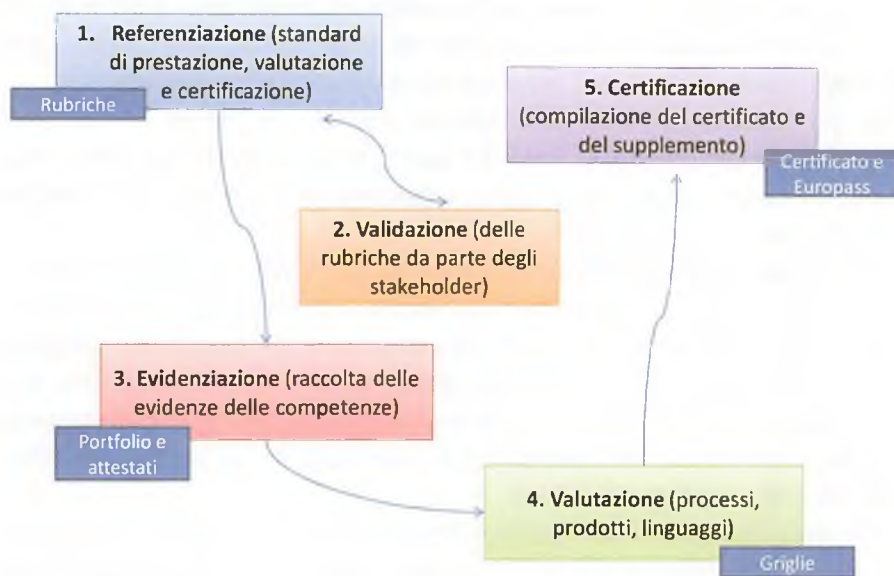 1. Referenziazione (standard
di prestazione, valutazione
e certificazione)
Rubriche
5. Certificazione
(compilazione del certificato e
del supplemento)
Certificato e
Europass
2. Validazione (delle
rubriche da parte degli
stakeholder)
3. Evidenziazione (raccolta delle
evidenze delle competenze)
Portfolio e
attestati
4. Valutazione (processi,
prodotti, linguaggi)
Griglie